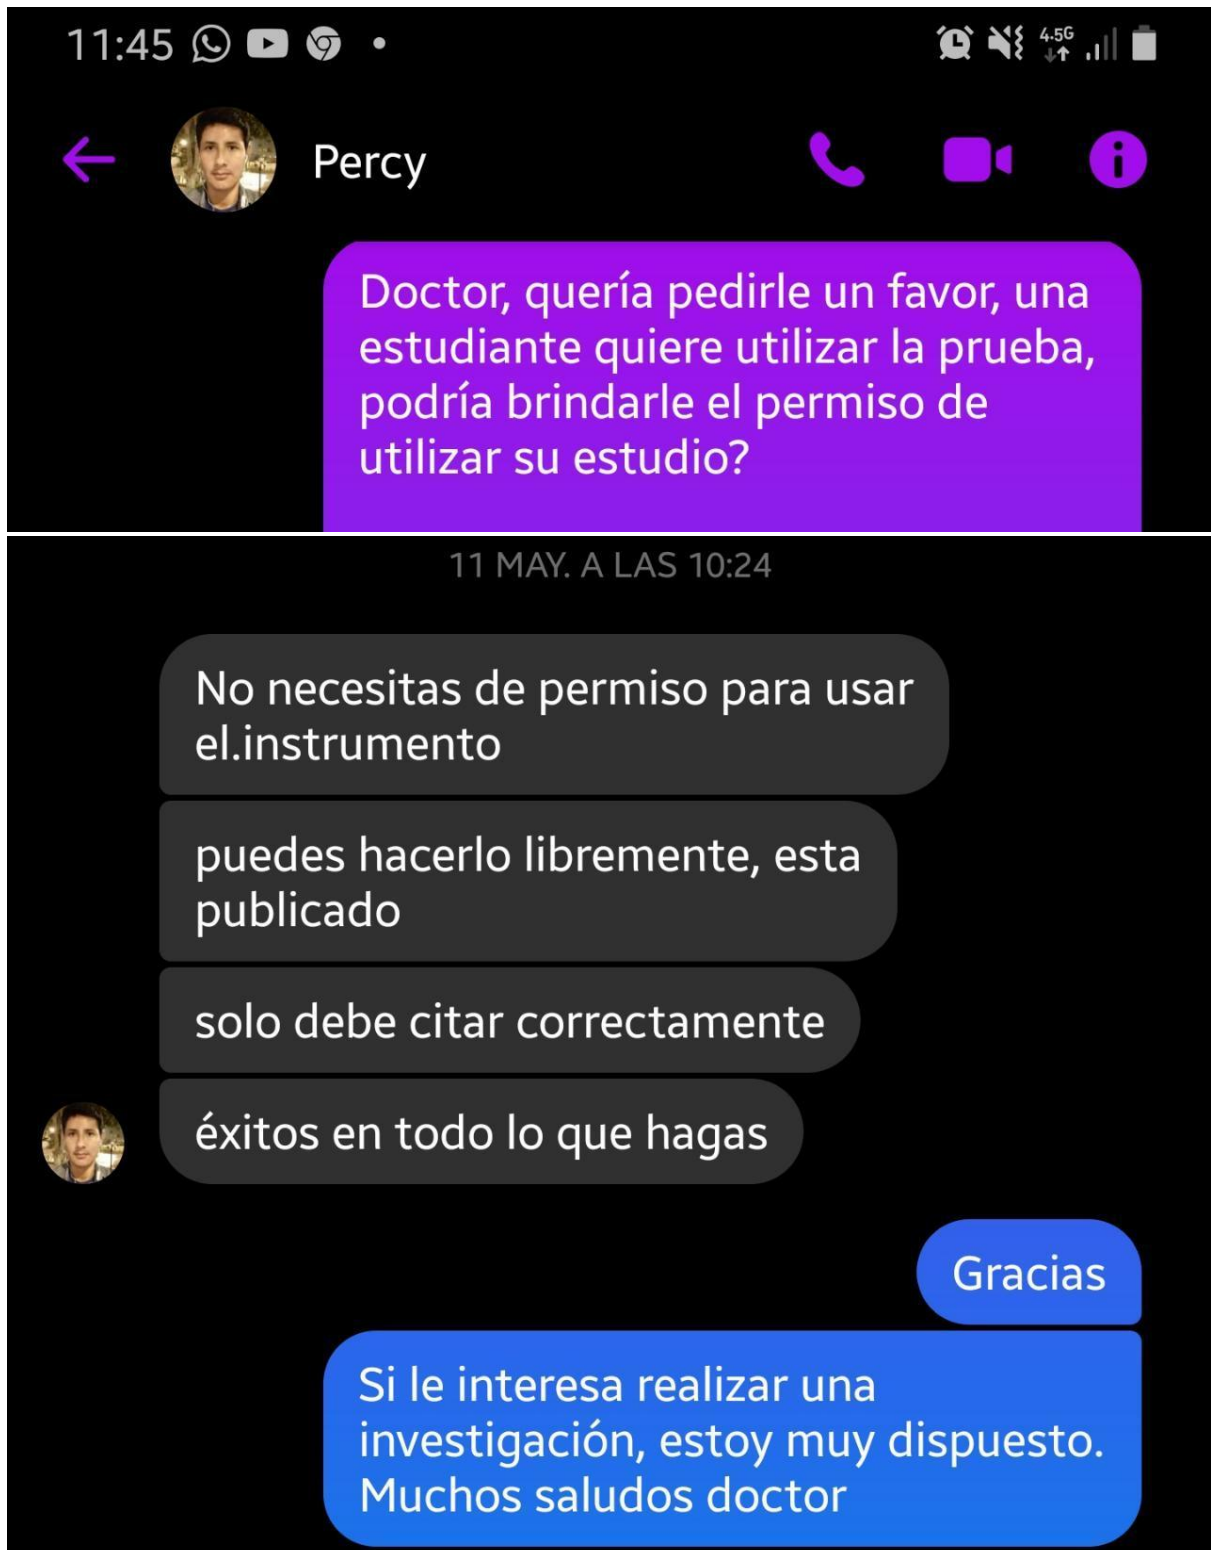 11:45
4.5G
Percy
Doctor, quería pedirle un favor, una
estudiante quiere utilizar la prueba,
podría brindarle el permiso de
utilizar su estudio?
11 MAY. A LAS 10:24
No necesitas de permiso para usar
el.instrumento
puedes hacerlo libremente, esta
publicado
solo debe citar correctamente
éxitos en todo lo que hagas
Gracias
Si le interesa realizar una
investigación, estoy muy dispuesto.
Muchos saludos doctor